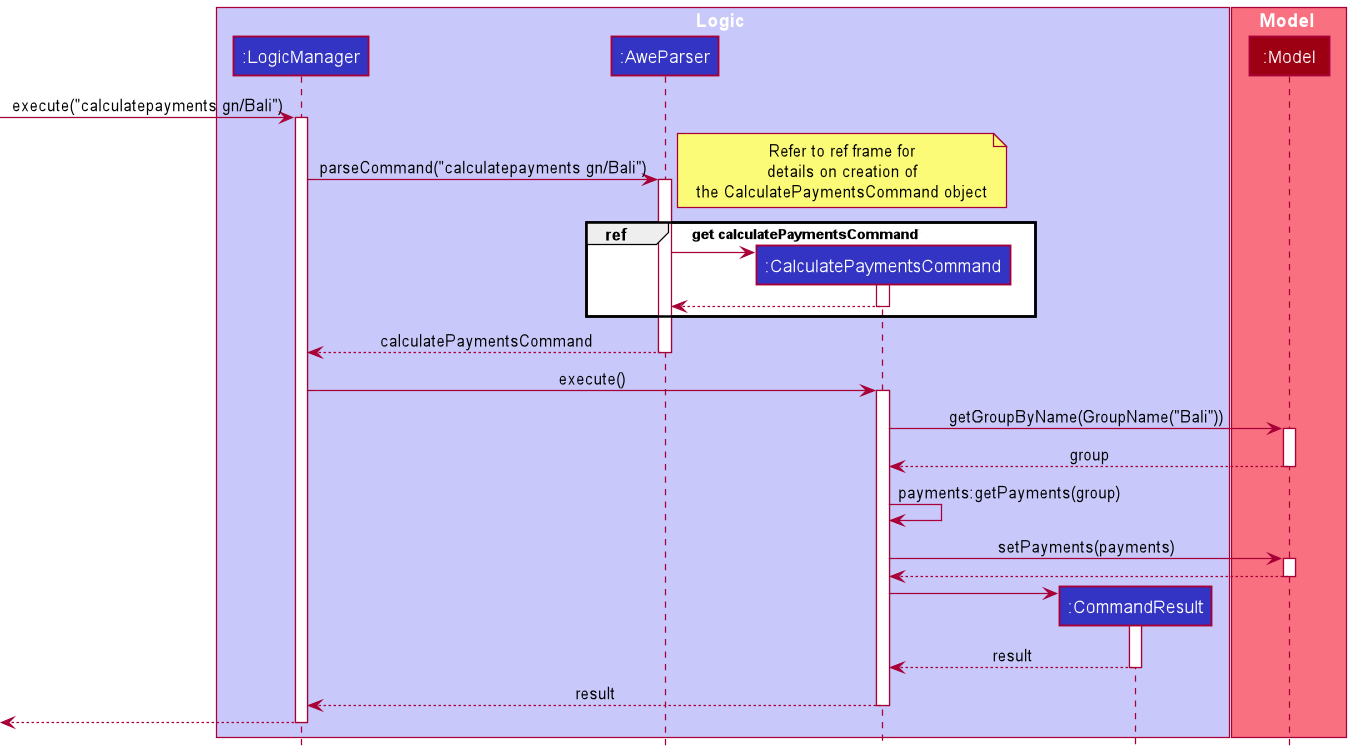 Logic
Model
:LogicManager
:AweParser
:Model
execute("calculatepayments gn/Bali")
Refer to ref frame for
details on creation of
the CalculatePaymentsCommand object
parseCommand("calculatepayments gn/Bali")
ref
get calculatePaymentsCommand
:CalculatePaymentsCommand
calculatePaymentsCommand
execute()
getGroupByName(GroupName("Bali"))
group
payments:getPayments(group)
setPayments(payments)
:CommandResult
result
result